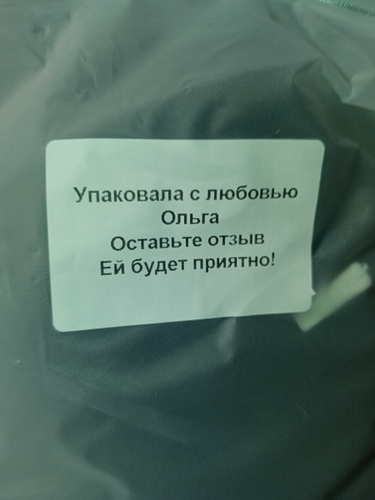 Упаковала с любовью
Ольга
Оставьте отзыв
Ей будет приятно!